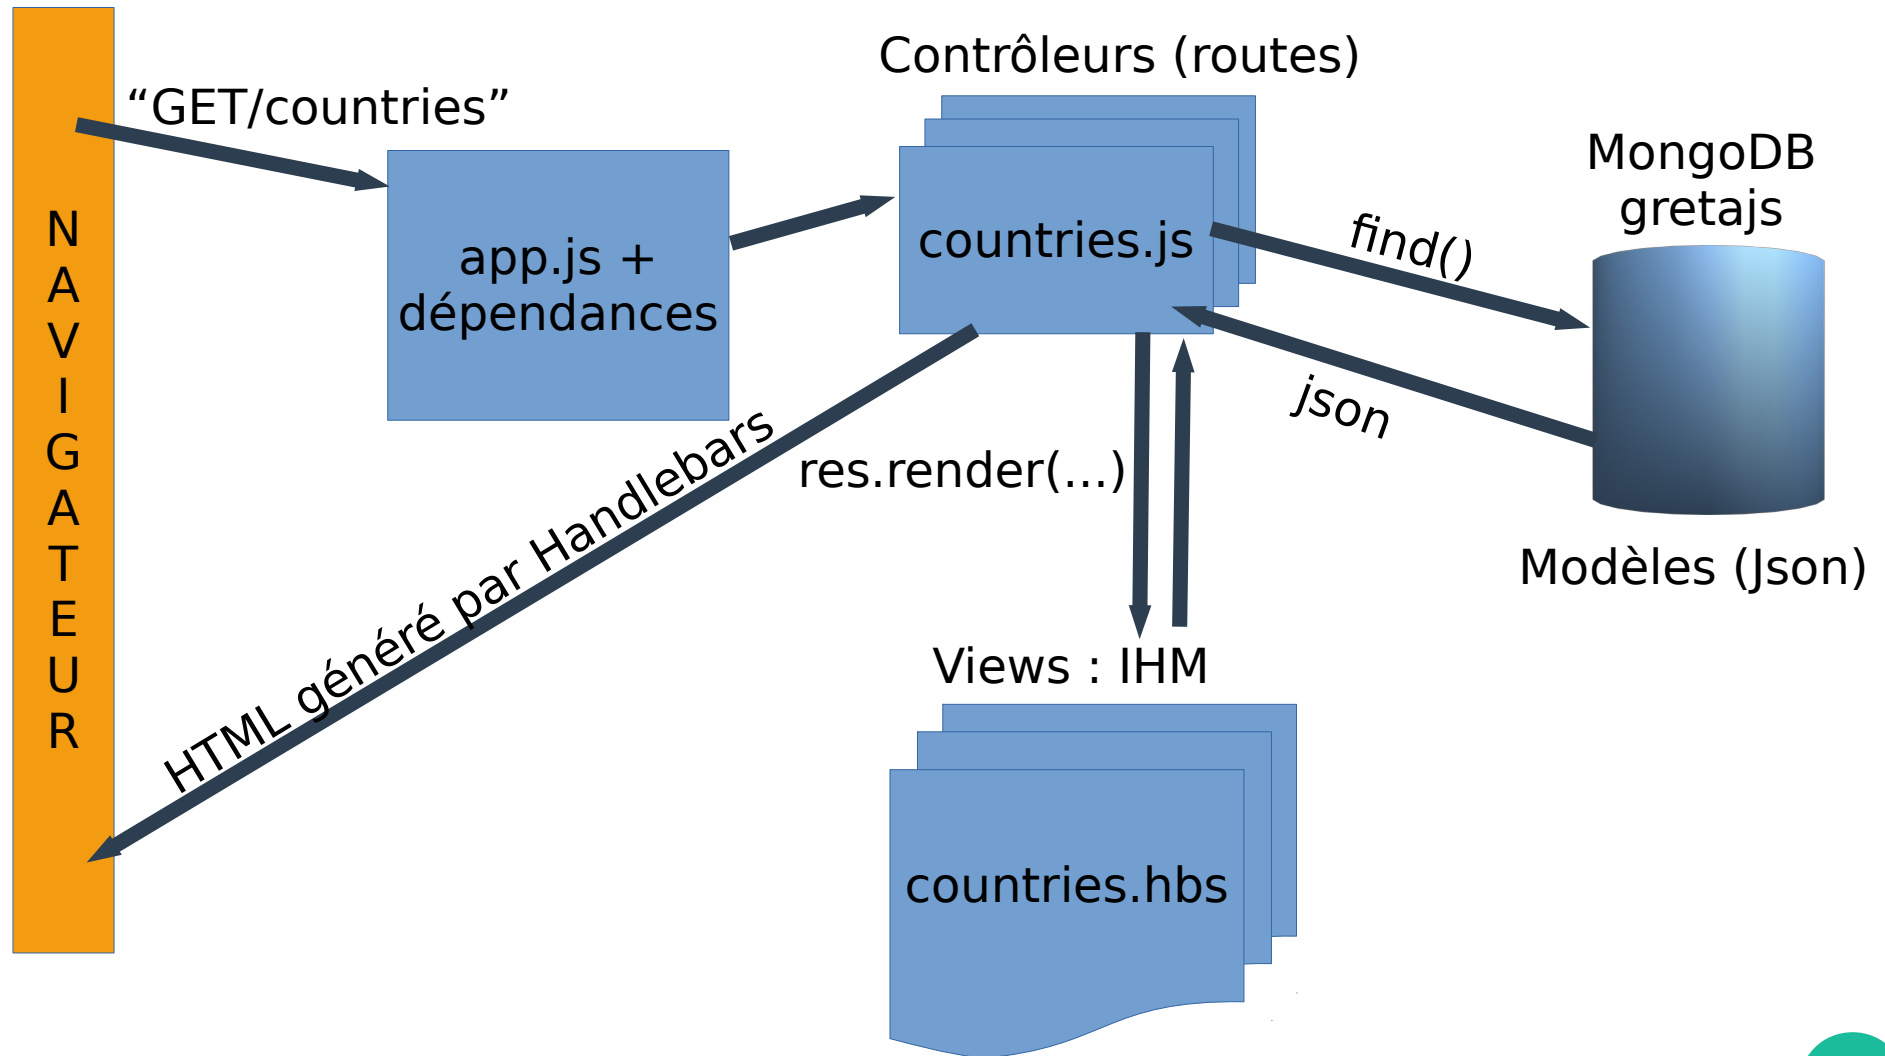 NAVIGATEUR
“GET/countries”
app.js +
dépendances
Contrôleurs (routes)
countries.js
find()
json
MongoDB
gretajs
Modèles (Json)
res.render(...)
HTML généré par Handlebars
Views : IHM
countries.hbs